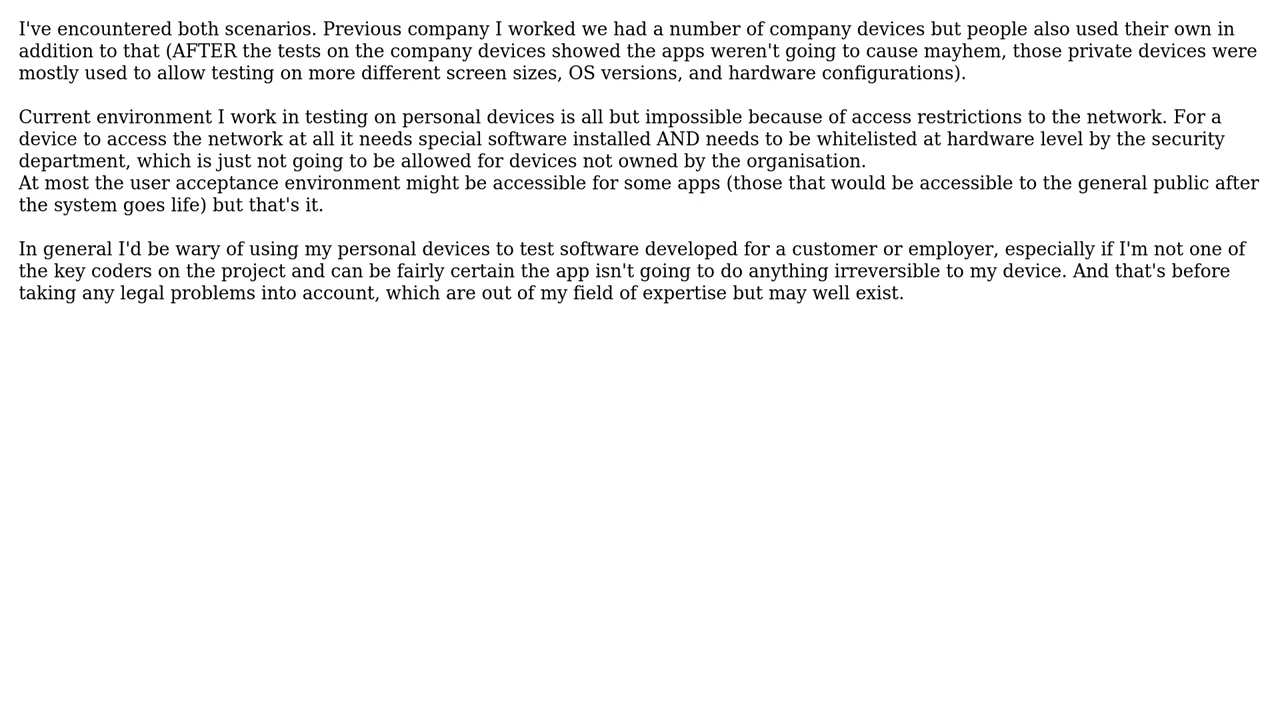 I've encountered both scenarios. Previous company I worked we had a number of company devices but people also used their own in
addition to that (AFTER the tests on the company devices showed the apps weren't going to cause mayhem, those private devices were
mostly used to allow testing on more different screen sizes, OS versions, and hardware configurations).
Current environment I work in testing on personal devices is all but impossible because of access restrictions to the network. For a
device to access the network at all it needs special software installed AND needs to be whitelisted at hardware level by the security
department, which is just not going to be allowed for devices not owned by the organisation.
At most the user acceptance environment might be accessible for some apps (those that would be accessible to the general public after
the system goes life) but that's it.
In general I'd be wary of using my personal devices to test software developed for a customer or employer, especially if I'm not one of
the key coders on the project and can be fairly certain the app isn't going to do anything irreversible to my device. And that's before
taking any legal problems into account, which are out of my field of expertise but may well exist.